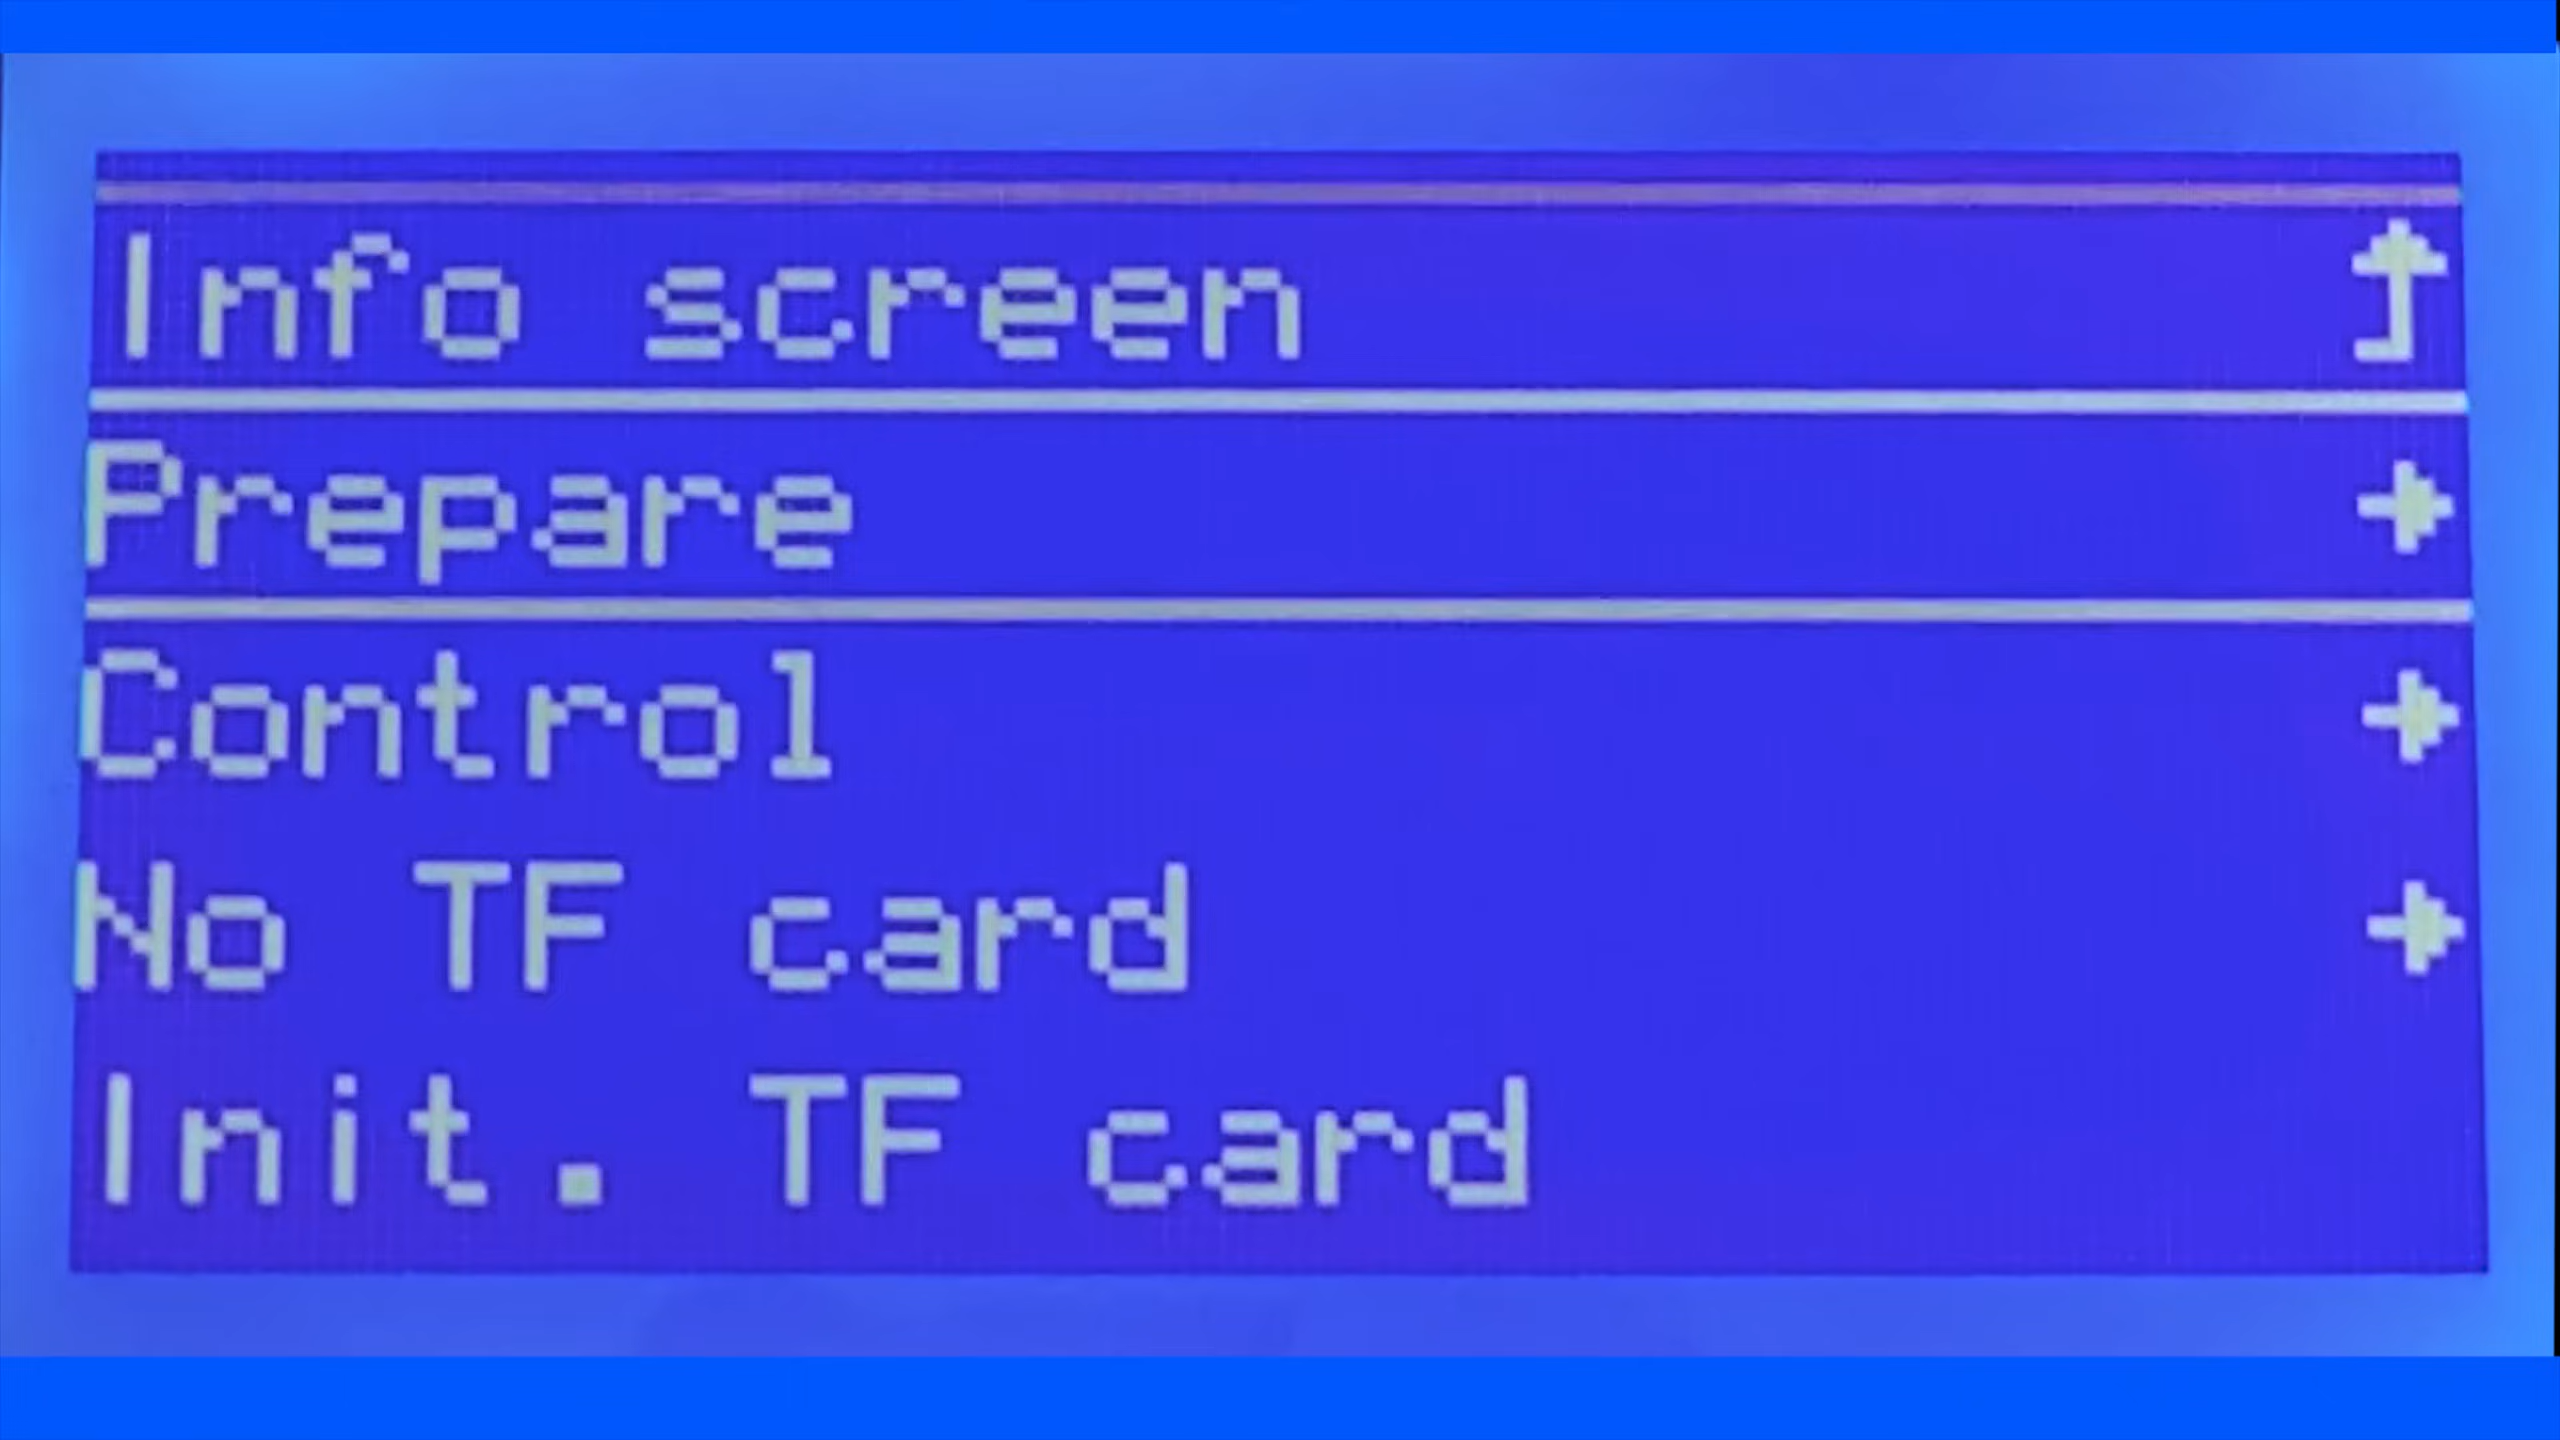 Info screen
Prepare
Control
No TF card
Init. TF card